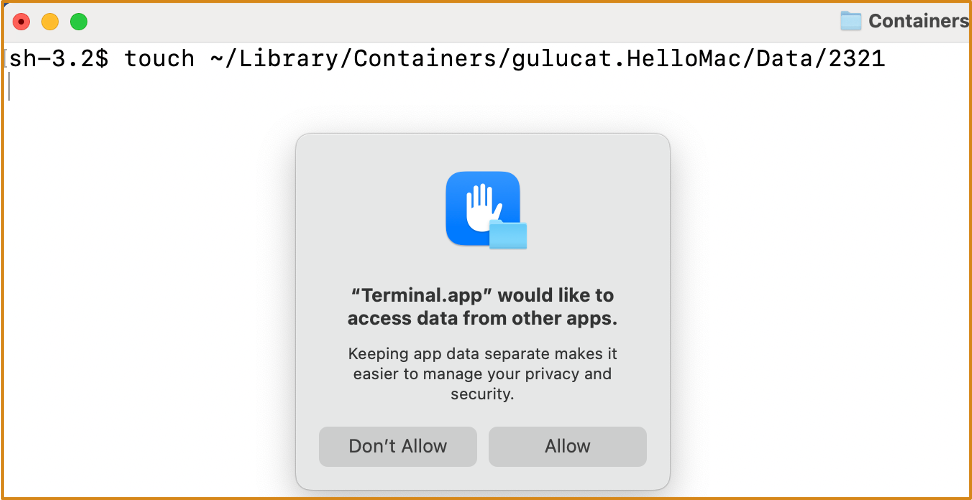 Containers
sh-3.2$ touch ~/Library/Containers/gulucat.HelloMac/Data/2321
“Terminal.app” would like to
access data from other apps.
Keeping app data separate makes it
easier to manage your privacy and
security.
Don’t Allow
Allow